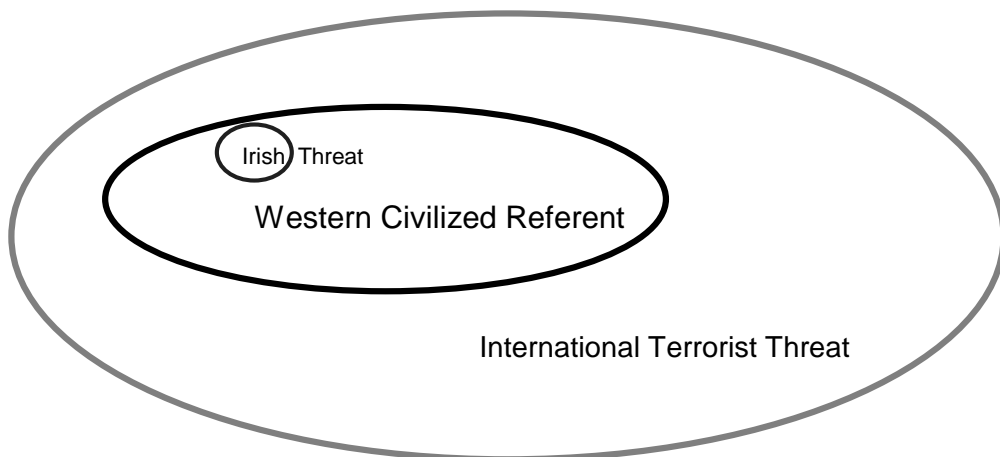 Irish Threat
Western Civilized Referent
International Terrorist Threat